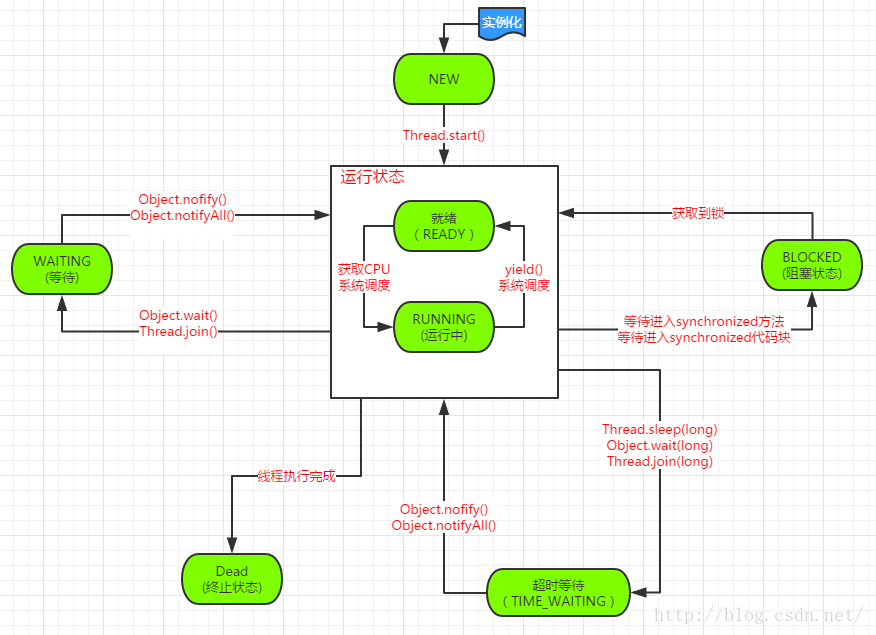 实例化
NEW
Thread.start()
运行状态
Object.nofify()
Object.notifyAll()
就绪
（ READY ）
获取到锁
WAITING
(等待)
BLOCKED
(阻塞状态)
获取CPU
系统调度
yield()
系统调度
Object.wait()
Thread.join()
RUNNING
(运行中)
等待进入synchronized方法
等待进入synchronized代码块
Thread.sleep(long)
Object.wait(long)
Thread.join(long)
线程执行完成
Object.nofify()
Object.notifyAll()
Dead
(终止状态)
超时等待
（ TIME_WAITING ）
http://blog.csdn.net/